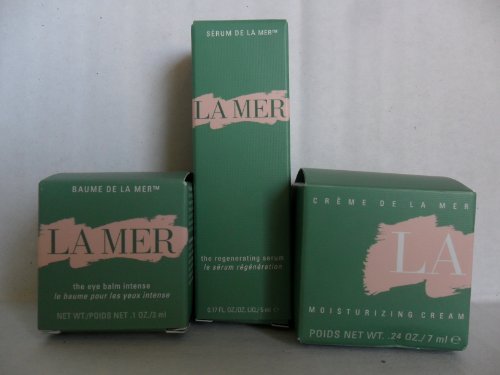 BAUME DE LA MER™
LA MER
the eye balm intense
le baume pour les yeux intense
NET WT/POIDS NET .1 OZ/3 ml
SÉRUM DE LA MER™
LA MER
the regenerating serum
le sérum régénération
0.17 FL.OZ/OZ. LIQ./5 ml ℮
CRÈME DE LA MER
LA
MOISTURIZING CREAM
POIDS NET WT. .24 OZ/7 ml ℮